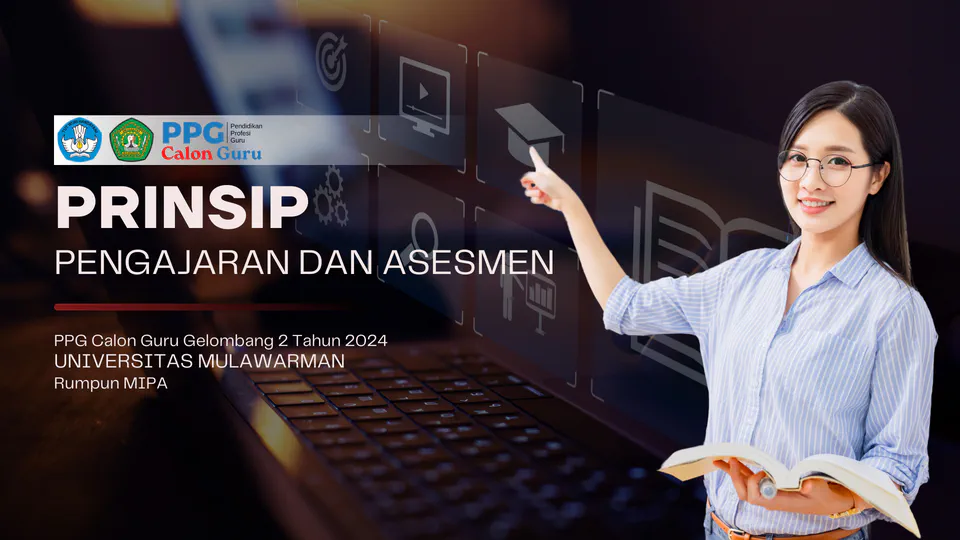 PPG
Pendidikan
Profesi
Guru
Calon Guru
PRINSIP
PENGAJARAN DAN ASESMEN
PPG Calon Guru Gelombang 2 Tahun 2024
UNIVERSITAS MULAWARMAN
Rumpun MIPA